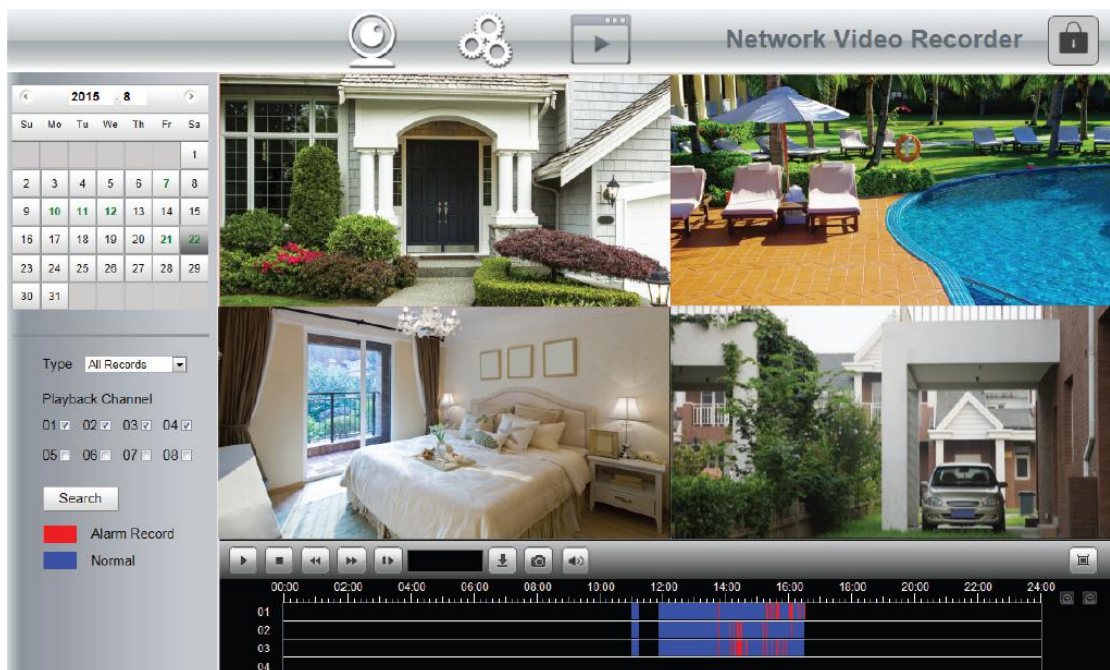 Network Video Recorder
2015 . 8
Su Mo Tu We Th Fr Sa
1
2 3 4 5 6 7 8
9 10 11 12 13 14 15
16 17 18 19 20 21 22
23 24 25 26 27 28 29
30 31
Type All Records
Playback Channel
01 02 03 04
05 06 07 08
Search
Alarm Record
Normal
00:00 02:00 04:00 06:00 08:00 10:00 12:00 14:00 16:00 18:00 20:00 22:00 24:00
01
02
03
04